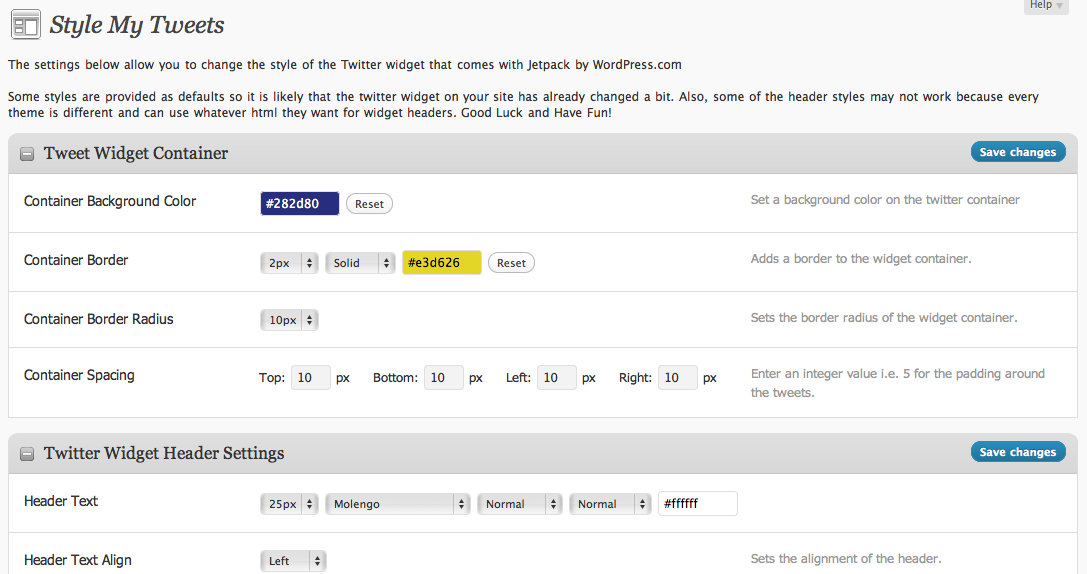 Help
Style My Tweets
The settings below allow you to change the style of the Twitter widget that comes with Jetpack by WordPress.com
Some styles are provided as defaults so it is likely that the twitter widget on your site has already changed a bit. Also, some of the header styles may not work because every
theme is different and can use whatever html they want for widget headers. Good Luck and Have Fun!
Tweet Widget Container Save changes
Container Background Color #282d80 Reset Set a background color on the twitter container
Container Border 2px Solid #e3d626 Reset Adds a border to the widget container.
Container Border Radius 10px Sets the border radius of the widget container.
Container Spacing Top: 10 px Bottom: 10 px Left: 10 px Right: 10 px Enter an integer value i.e. 5 for the padding around
the tweets.
Twitter Widget Header Settings Save changes
Header Text 25px Molengo Normal Normal #ffffff
Header Text Align Left Sets the alignment of the header.